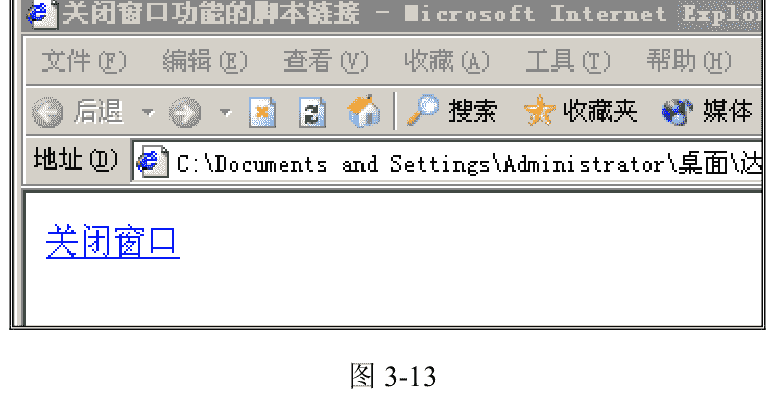 关闭窗口功能的脚本链接 - Microsoft Internet Explo
文件(F) 编辑(E) 查看(V) 收藏(A) 工具(T) 帮助(H)
后退 搜索 收藏夹 媒体
地址(D) C:\Documents and Settings\Administrator\桌面\达
关闭窗口
图 3-13